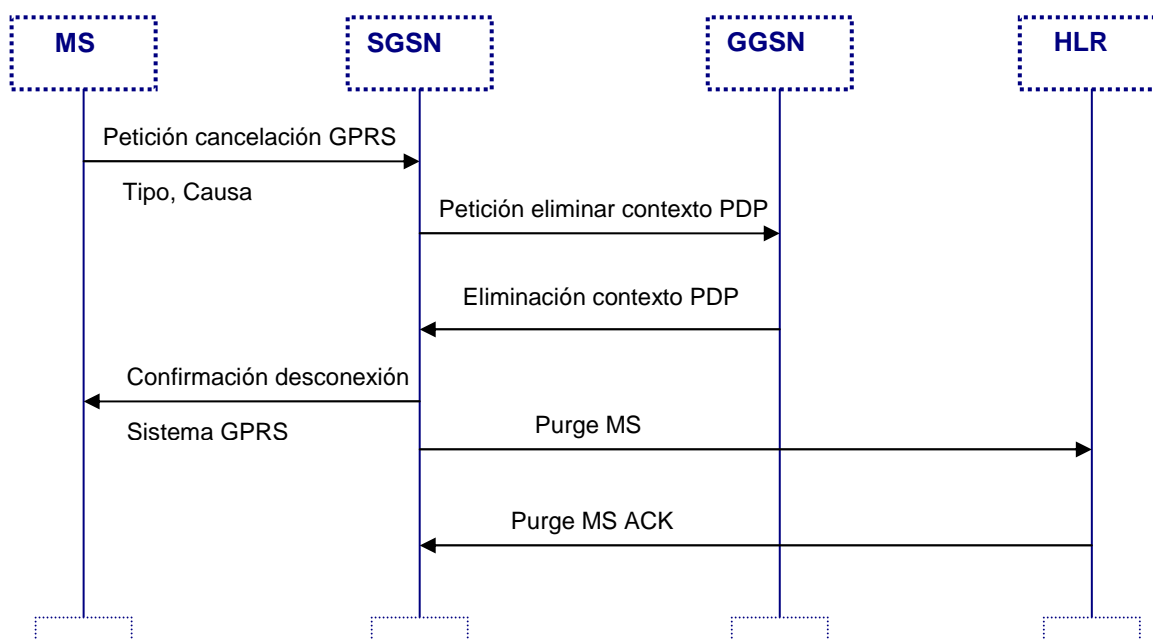 MS
SGSN
GGSN
HLR
Petición cancelación GPRS
Tipo, Causa
Petición eliminar contexto PDP
Eliminación contexto PDP
Confirmación desconexión
Sistema GPRS
Purge MS
Purge MS ACK